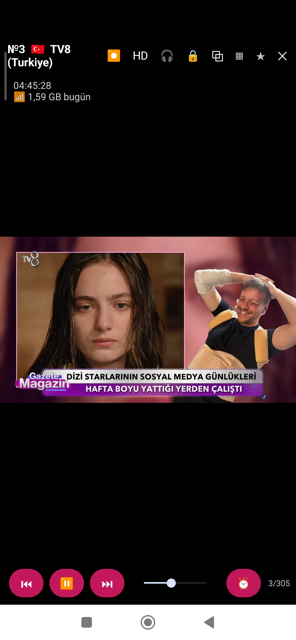 №3 🇹🇷 TV8
(Turkiye)
HD
04:45:28
1,59 GB bugün
TV8
Gazete
Magazin
DİZİ STARLARININ SOSYAL MEDYA GÜNLÜKLERİ
HAFTA BOYU YATTIĞI YERDEN ÇALIŞTI
3/305